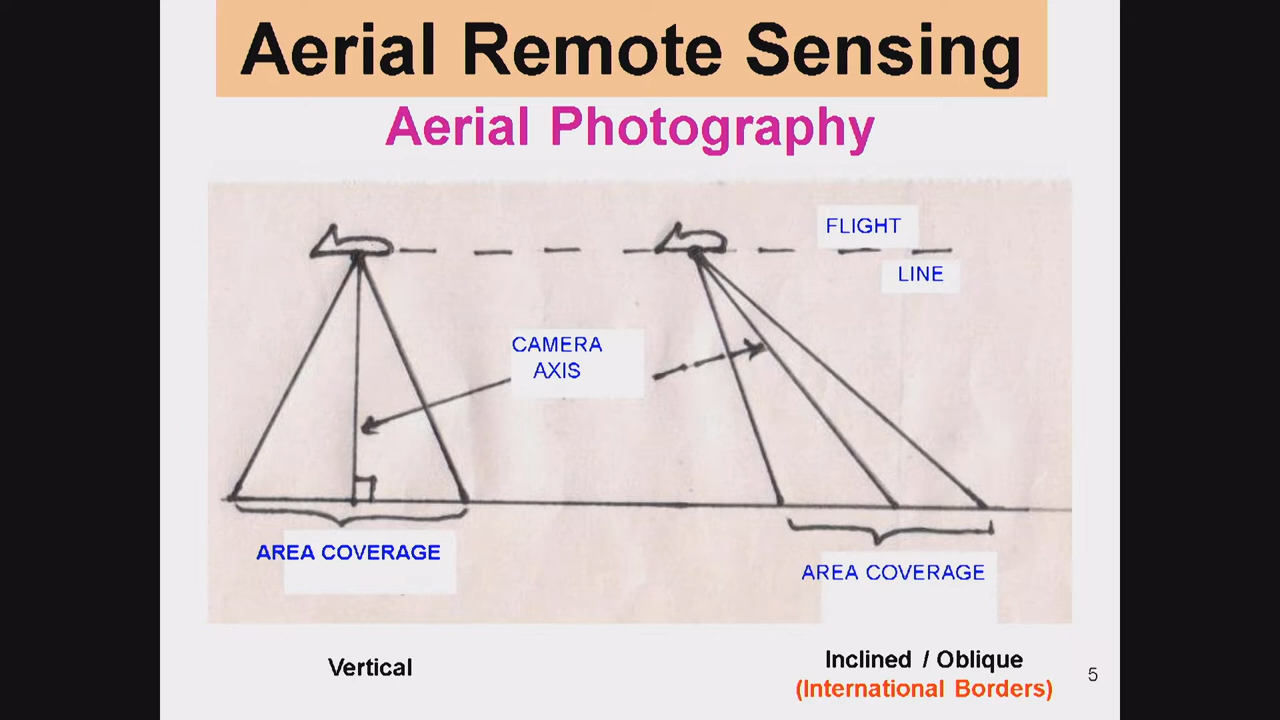 Aerial Remote Sensing
Aerial Photography
FLIGHT
LINE
CAMERA
AXIS
AREA COVERAGE
AREA COVERAGE
Vertical
Inclined / Oblique
(International Borders)
5